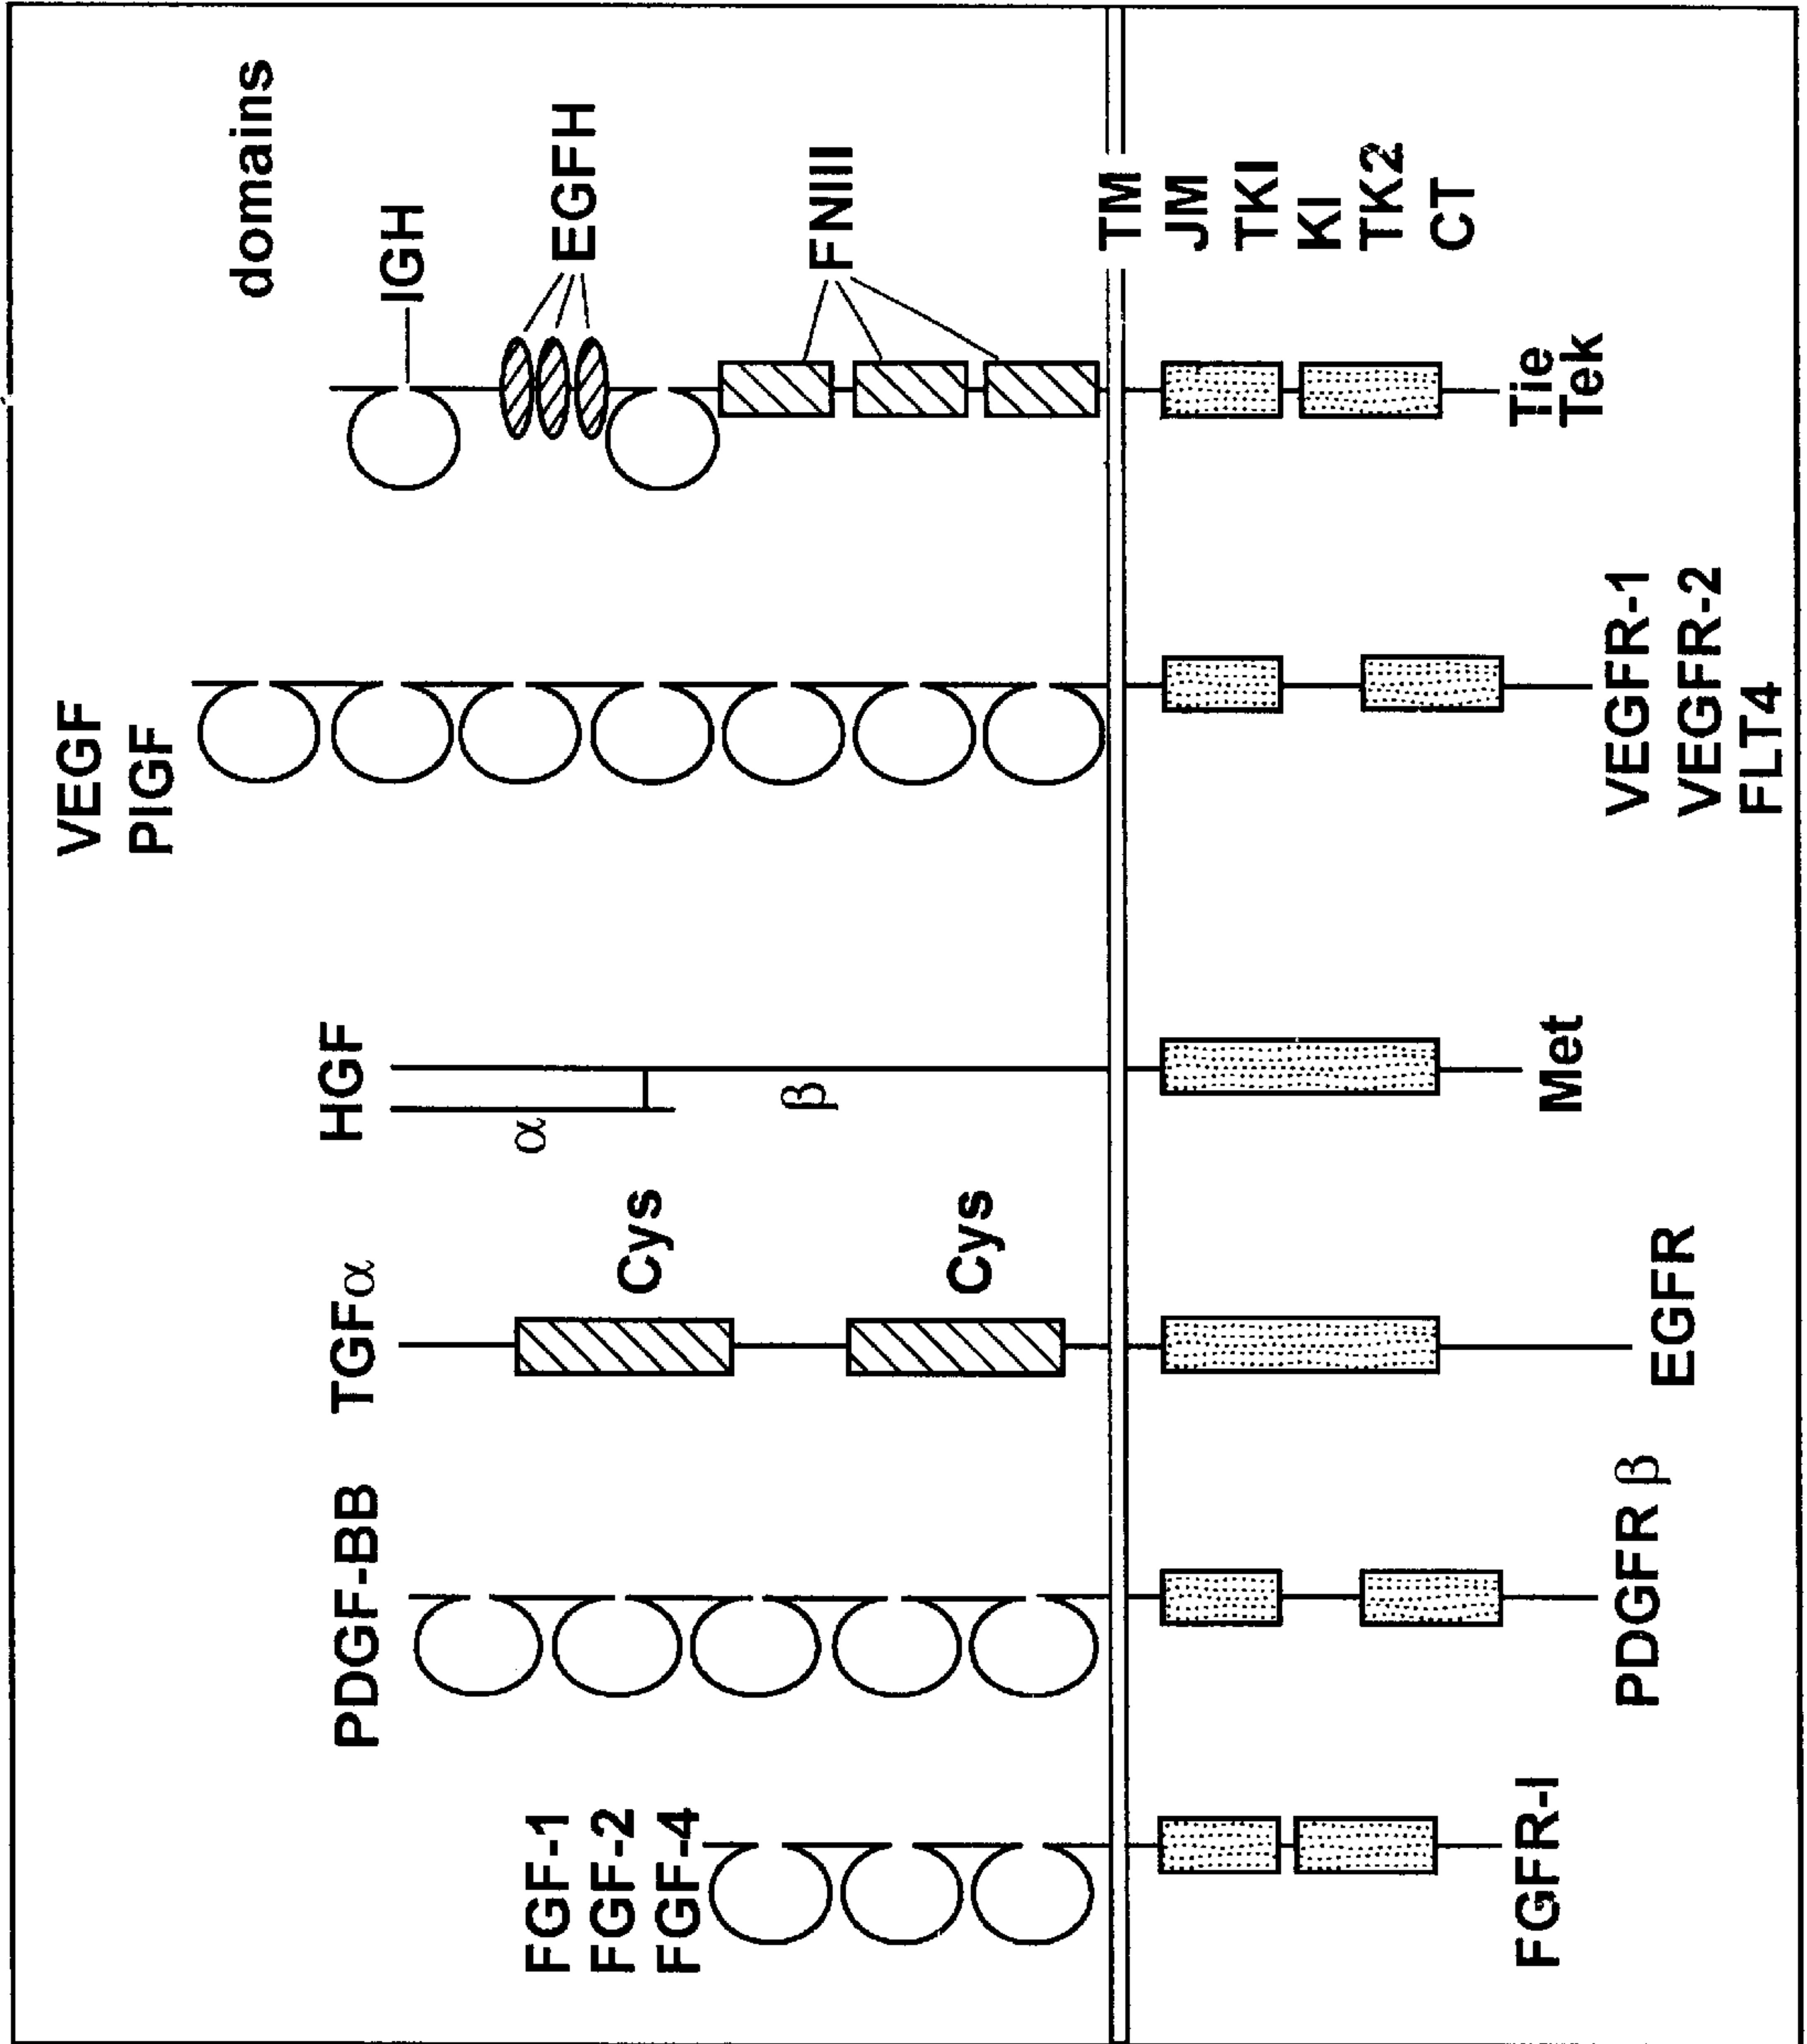 FGF-1
FGF-2
FGF-4
PDGF-BB
TGFα
HGF
VEGF
PIGF
domains
α
β
Cys
Cys
IGH
EGFH
FNIII
TM
JM
TKI
KI
TK2
CT
FGFR-I
PDGFR β
EGFR
Met
VEGFR-1
VEGFR-2
FLT4
Tie
Tek